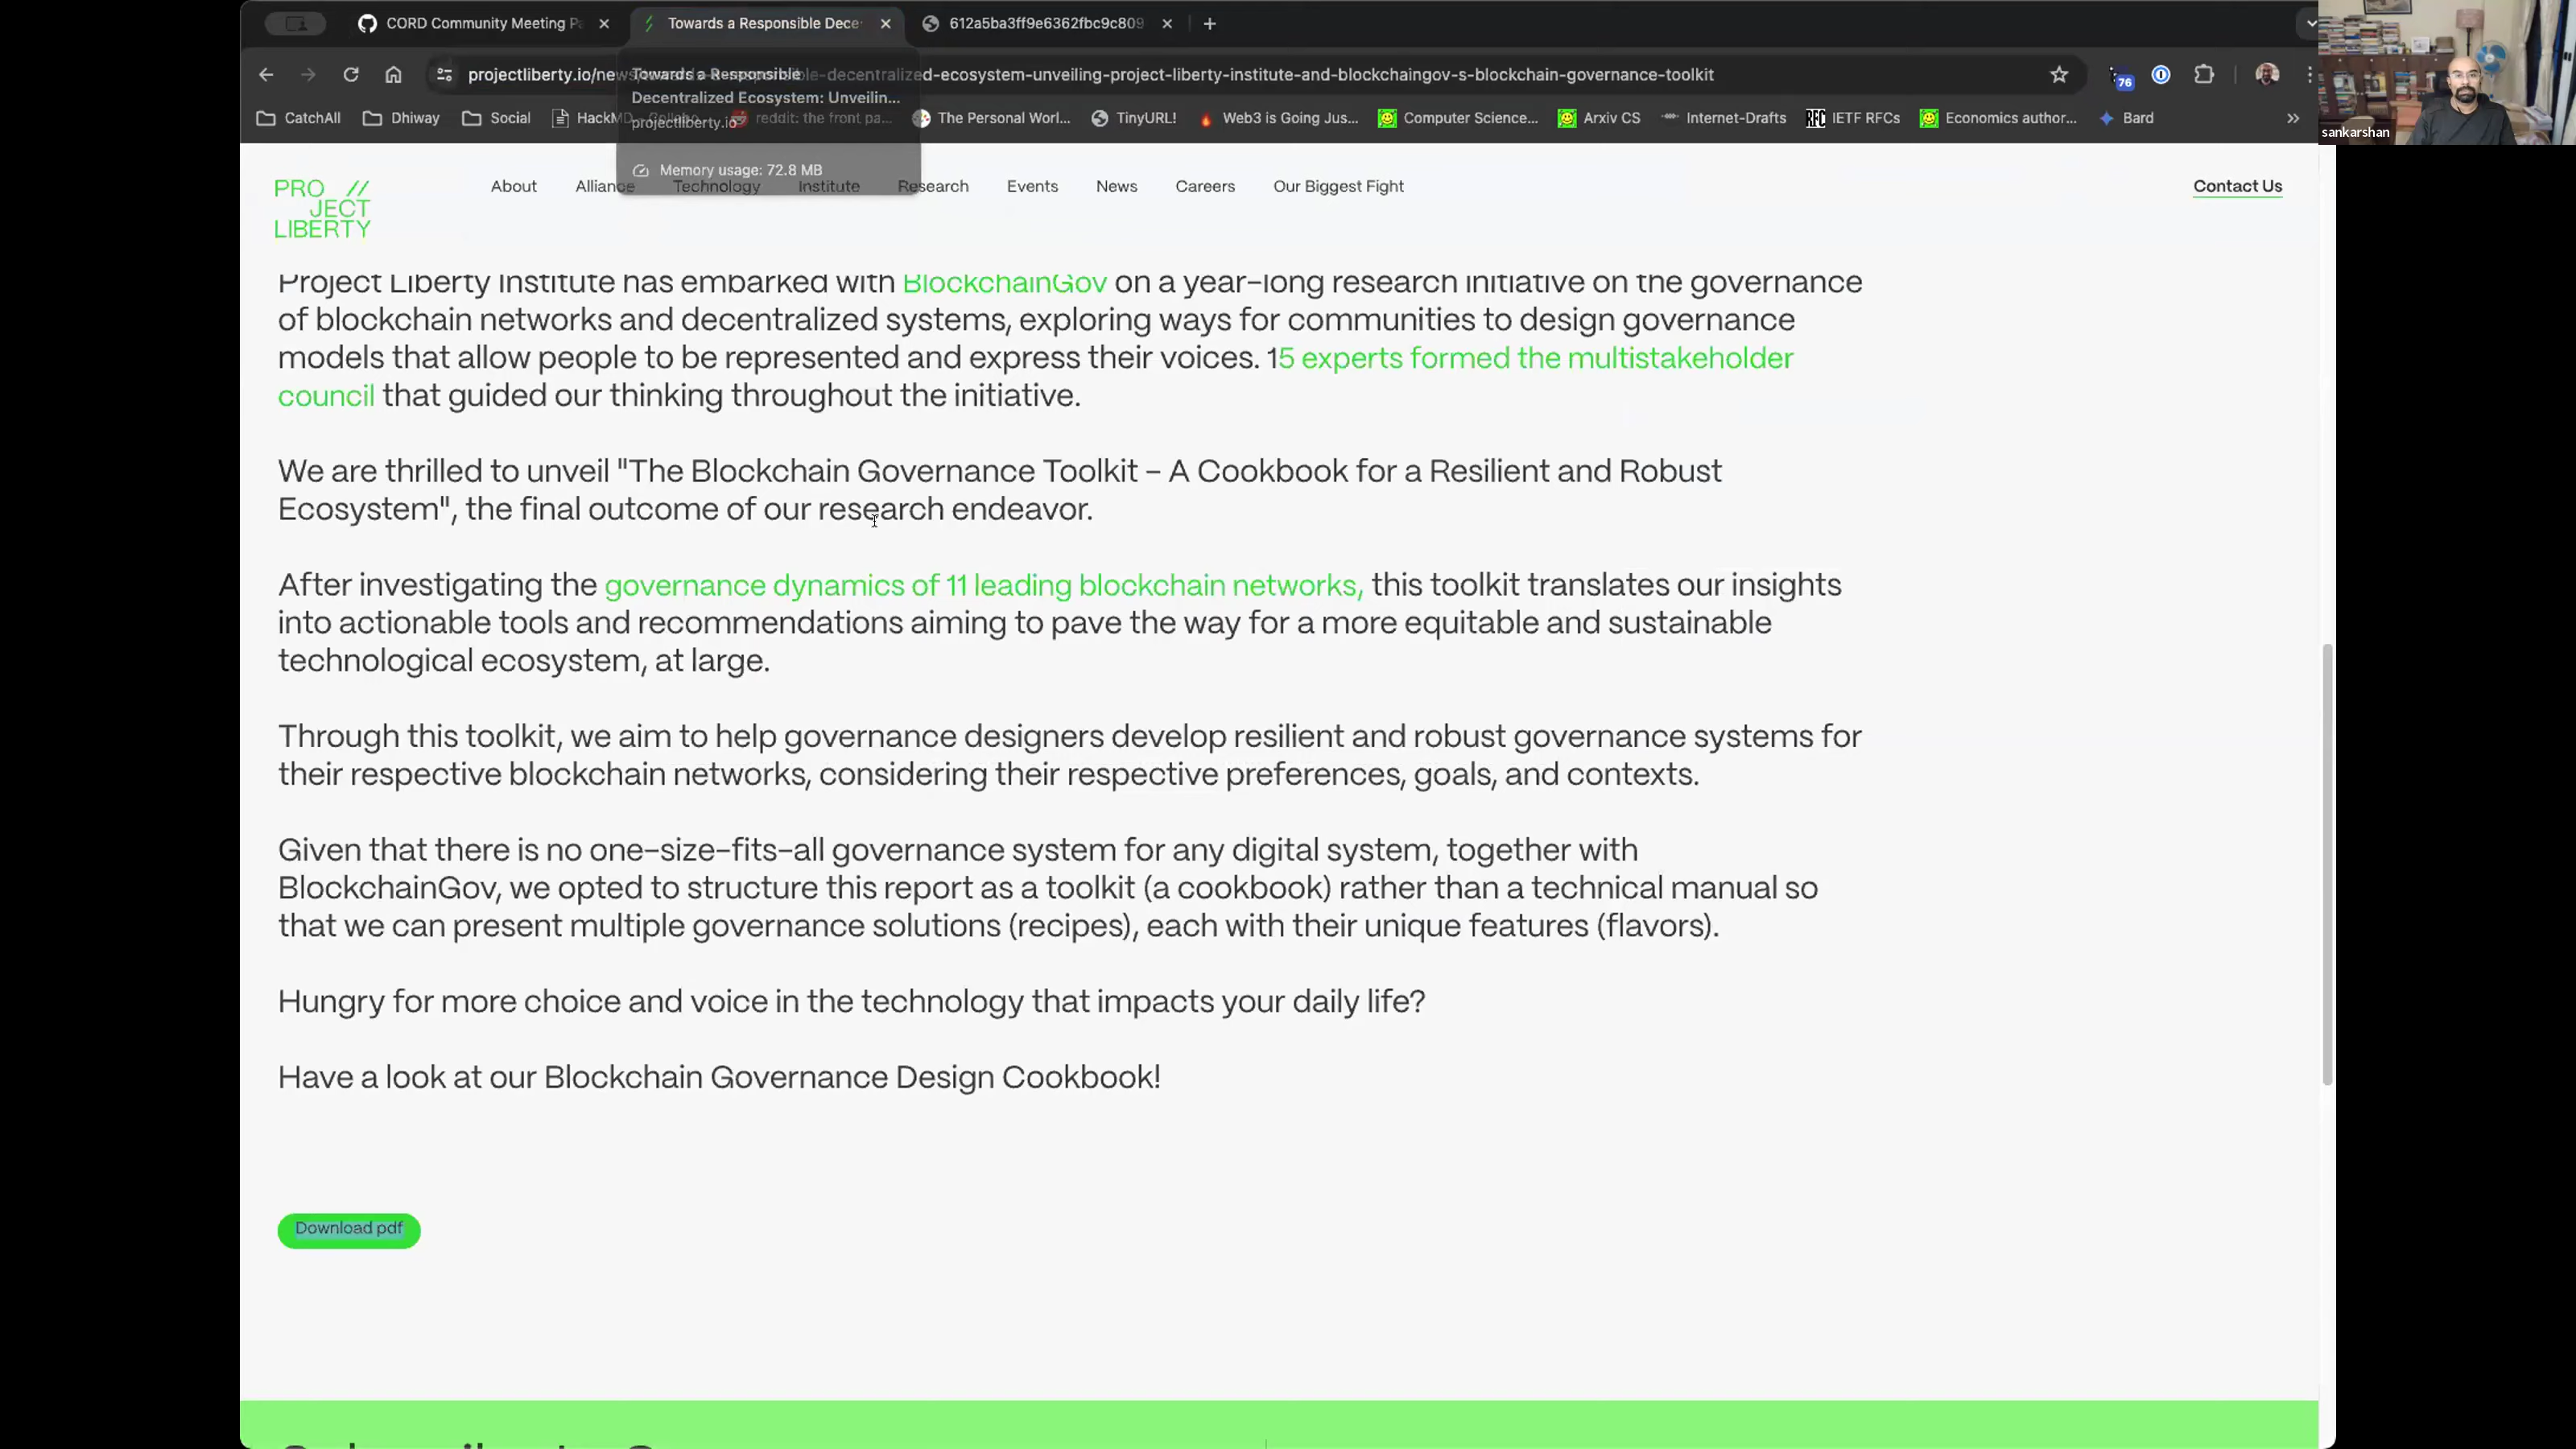 CORD Community Meeting Pa
Towards a Responsible Dece
612a5ba3ff9e6362fbc9c809
projectliberty.io/news
-decentralized-ecosystem-unveiling-project-liberty-institute-and-blockchaingov-s-blockchain-governance-toolkit
76
Towards a Responsible
Decentralized Ecosystem: Unveilin...
projectliberty.io
Memory usage: 72.8 MB
CatchAll
Dhiway
Social
HackMD
reddit: the front pa...
The Personal Worl...
TinyURL!
Web3 is Going Jus...
Computer Science...
Arxiv CS
Internet-Drafts
RFC
IETF RFCs
Economics author...
Bard
sankarshan
PRO //
JECT
LIBERTY
About
Alliance
Technology
Institute
Research
Events
News
Careers
Our Biggest Fight
Contact Us
Project Liberty Institute has embarked with BlockchainGov on a year-long research initiative on the governance
of blockchain networks and decentralized systems, exploring ways for communities to design governance
models that allow people to be represented and express their voices. 15 experts formed the multistakeholder
council that guided our thinking throughout the initiative.
We are thrilled to unveil "The Blockchain Governance Toolkit – A Cookbook for a Resilient and Robust
Ecosystem", the final outcome of our research endeavor.
After investigating the governance dynamics of 11 leading blockchain networks, this toolkit translates our insights
into actionable tools and recommendations aiming to pave the way for a more equitable and sustainable
technological ecosystem, at large.
Through this toolkit, we aim to help governance designers develop resilient and robust governance systems for
their respective blockchain networks, considering their respective preferences, goals, and contexts.
Given that there is no one-size-fits-all governance system for any digital system, together with
BlockchainGov, we opted to structure this report as a toolkit (a cookbook) rather than a technical manual so
that we can present multiple governance solutions (recipes), each with their unique features (flavors).
Hungry for more choice and voice in the technology that impacts your daily life?
Have a look at our Blockchain Governance Design Cookbook!
Download pdf